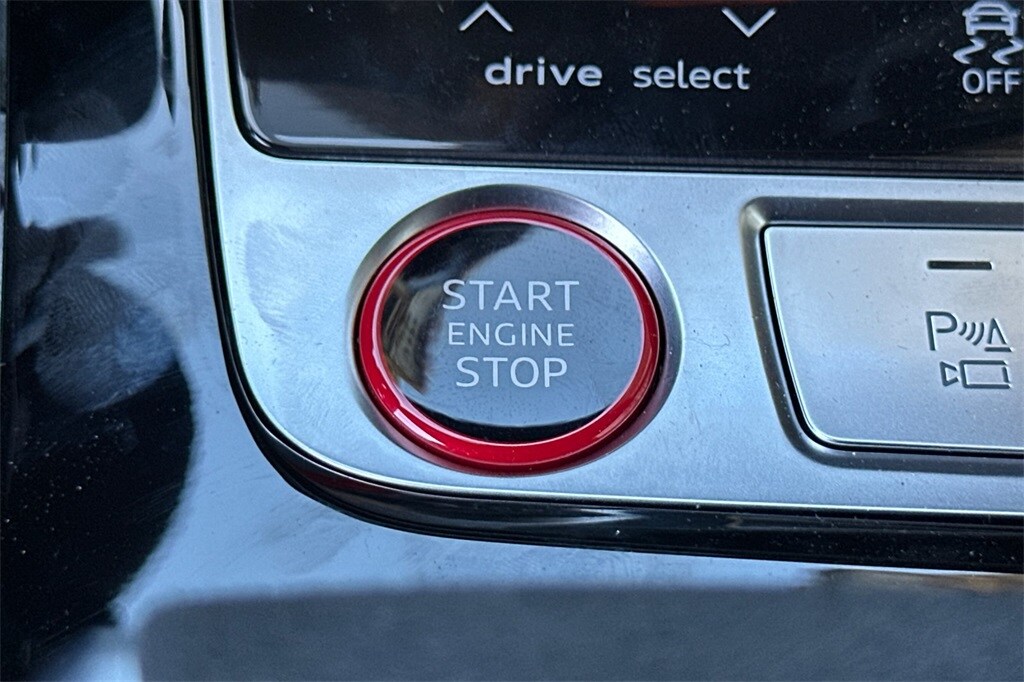 drive select
OFF
START
ENGINE
STOP
P